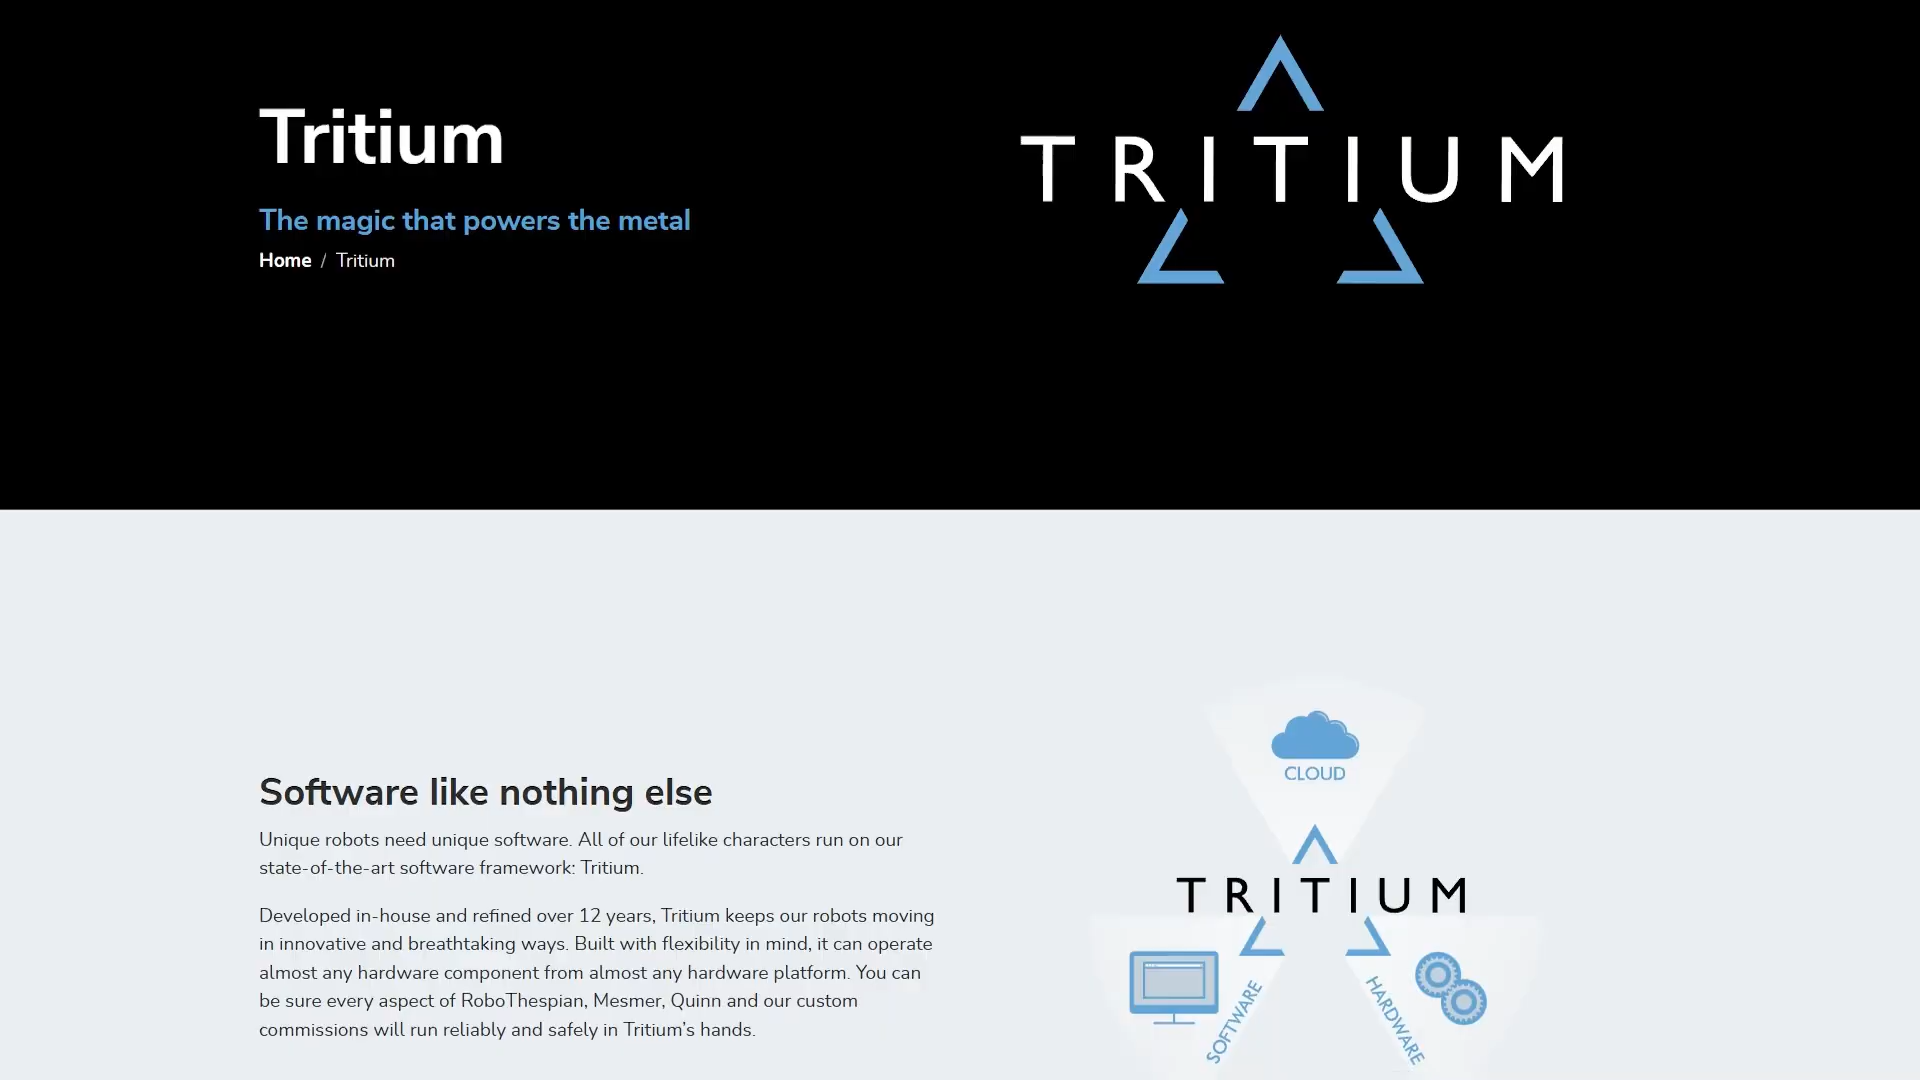 Tritium
The magic that powers the metal
Home / Tritium
TRITIUM
Software like nothing else
Unique robots need unique software. All of our lifelike characters run on our
state-of-the-art software framework: Tritium.
Developed in-house and refined over 12 years, Tritium keeps our robots moving
in innovative and breathtaking ways. Built with flexibility in mind, it can operate
almost any hardware component from almost any hardware platform. You can
be sure every aspect of RoboThespian, Mesmer, Quinn and our custom
commissions will run reliably and safely in Tritium’s hands.
CLOUD
TRITIUM
SOFTWARE
HARDWARE